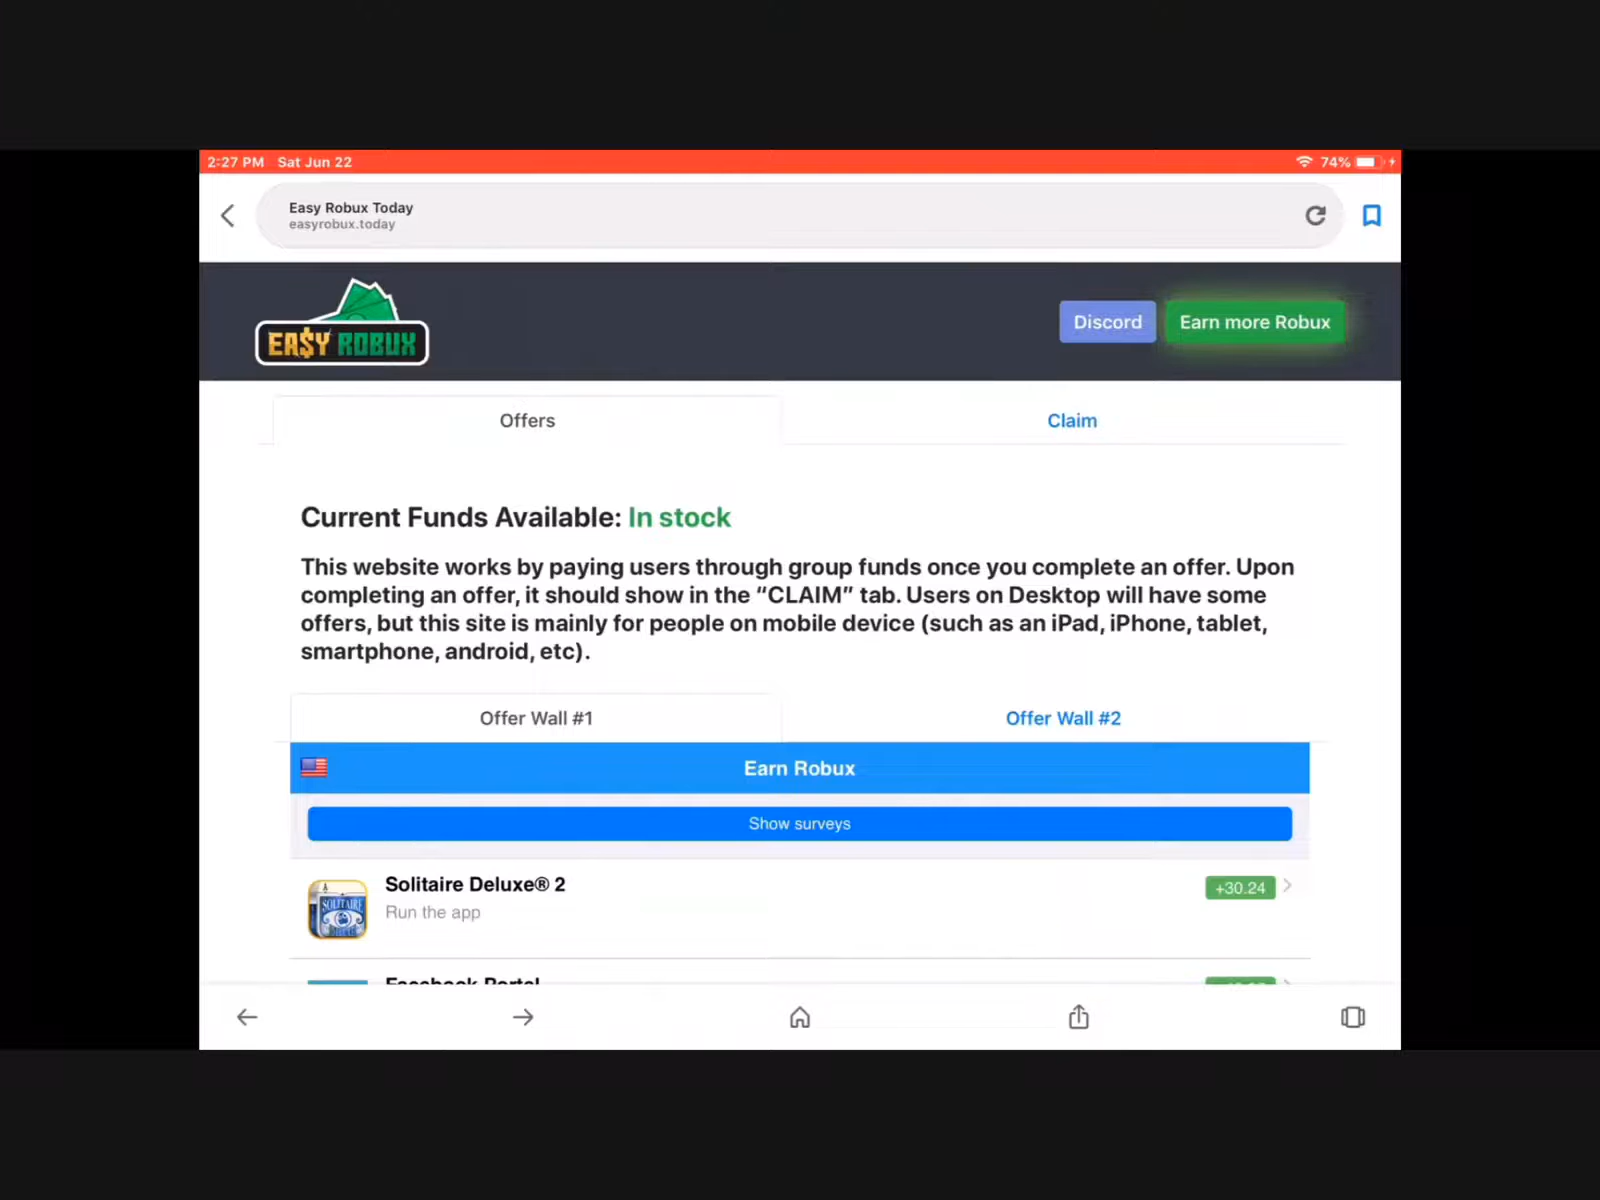 2:27 PM Sat Jun 22
74%
Easy Robux Today
easyrobux.today
EA$Y ROBUX
Discord
Earn more Robux
Offers
Claim
Current Funds Available: In stock
This website works by paying users through group funds once you complete an offer. Upon
completing an offer, it should show in the “CLAIM” tab. Users on Desktop will have some
offers, but this site is mainly for people on mobile device (such as an iPad, iPhone, tablet,
smartphone, android, etc).
Offer Wall #1
Offer Wall #2
Earn Robux
Show surveys
Solitaire Deluxe® 2
+30.24
Run the app
SOLITAIRE
Facebook Portal